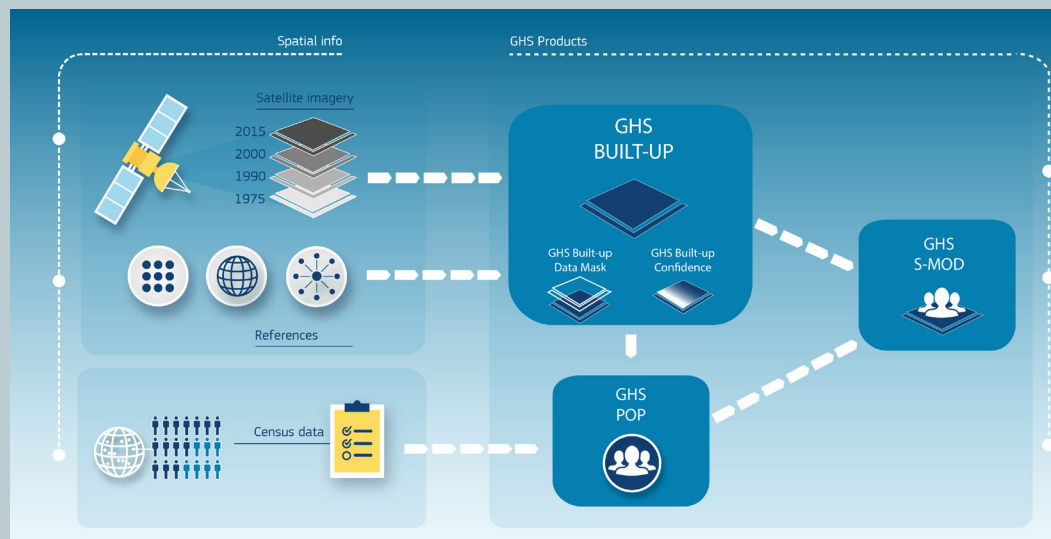 Spatial info
GHS Products
Satellite imagery
2015
2000
1990
1975
References
Census data
GHS
BUILT-UP
GHS Built-up
Data Mask
GHS Built-up
Confidence
GHS
POP
GHS
S-MOD